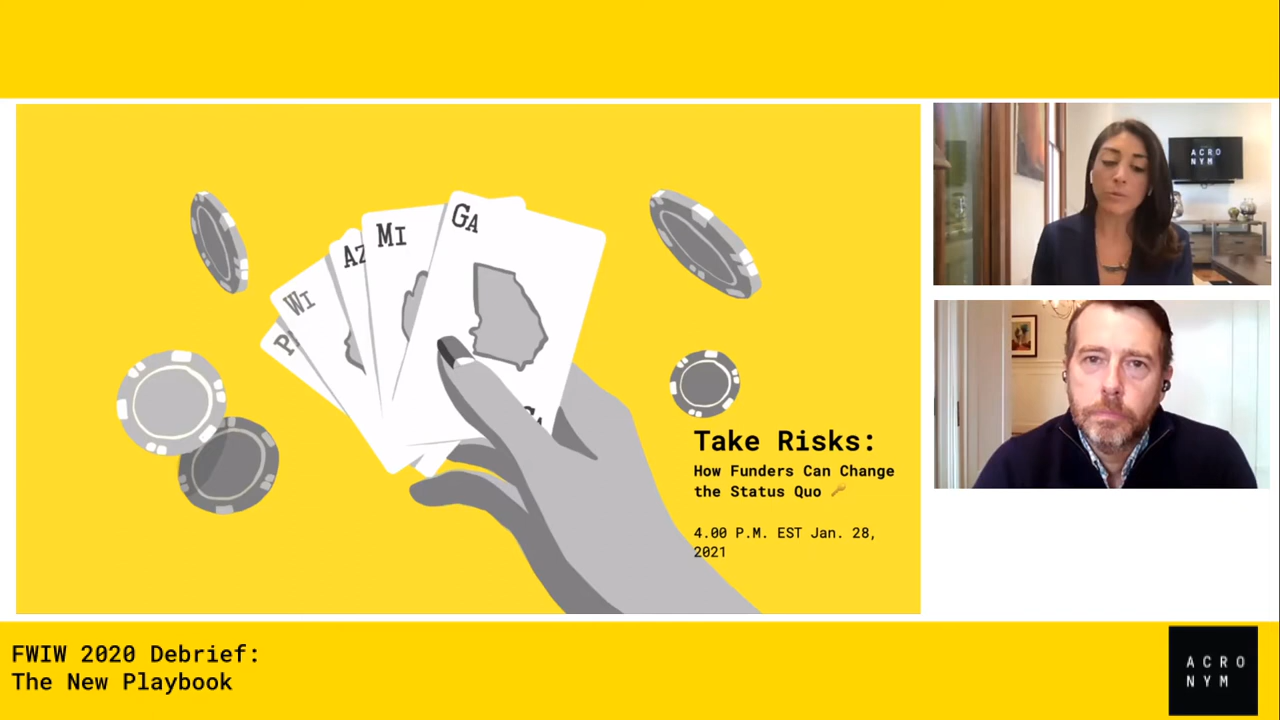 GA
MI
AZ
WI
Take Risks:
How Funders Can Change
the Status Quo
4.00 P.M. EST Jan. 28,
2021
ACRO
NYM
FWIW 2020 Debrief:
The New Playbook
ACRO
NYM